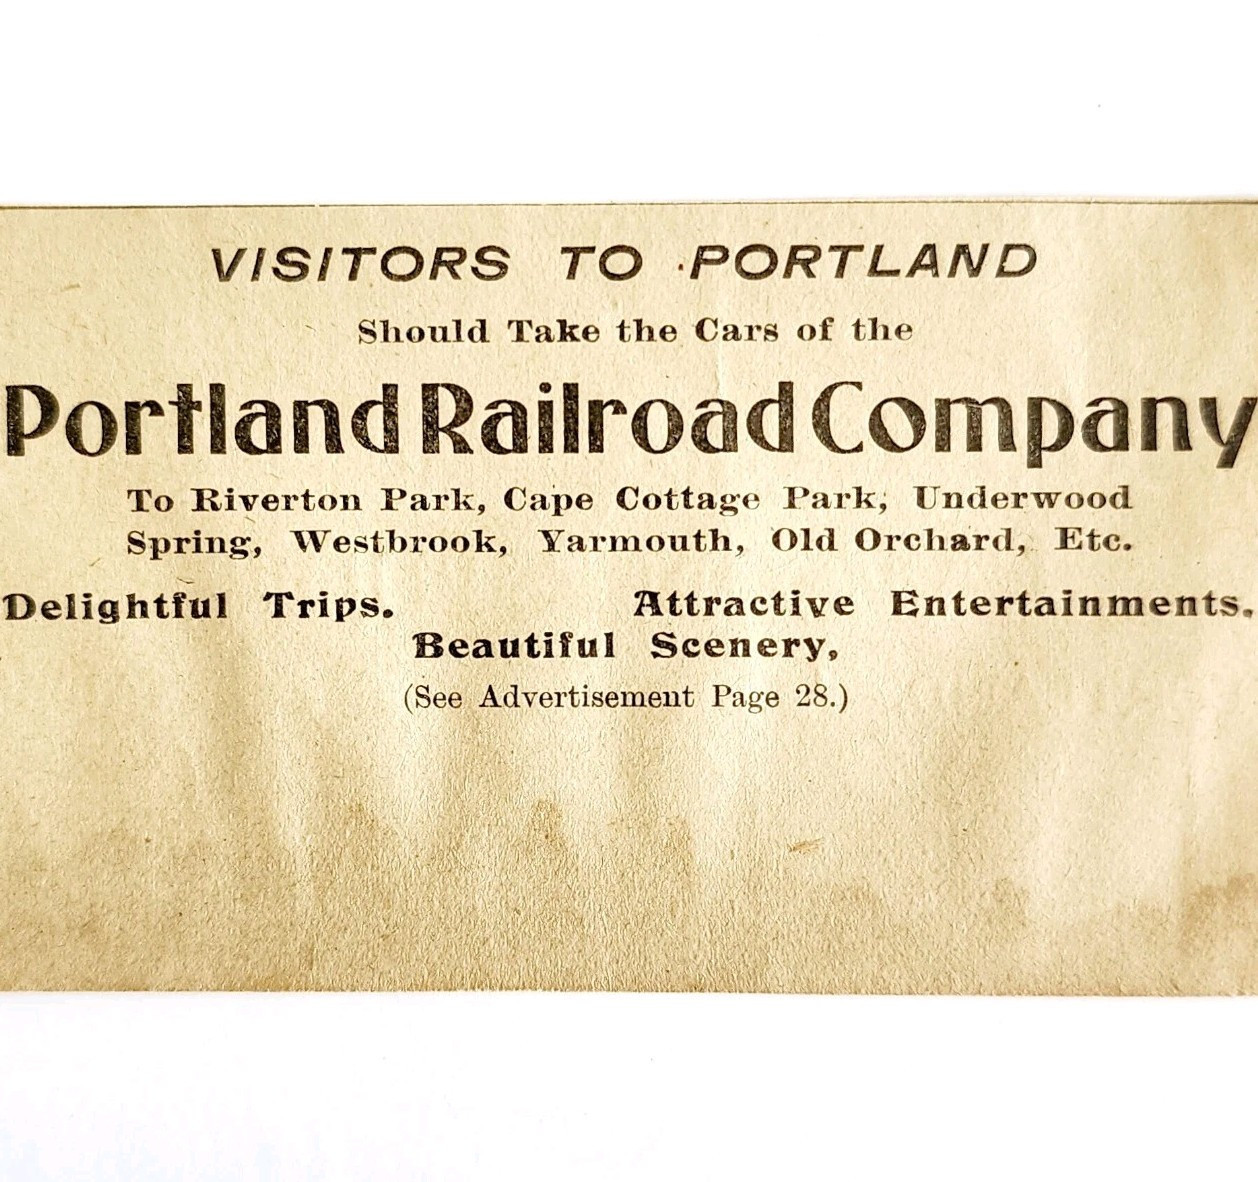 VISITORS TO PORTLAND
Should Take the Cars of the
Portland Railroad Company
To Riverton Park, Cape Cottage Park, Underwood
Spring, Westbrook, Yarmouth, Old Orchard, Etc.
Delightful Trips. Attractive Entertainments.
Beautiful Scenery,
(See Advertisement Page 28.)